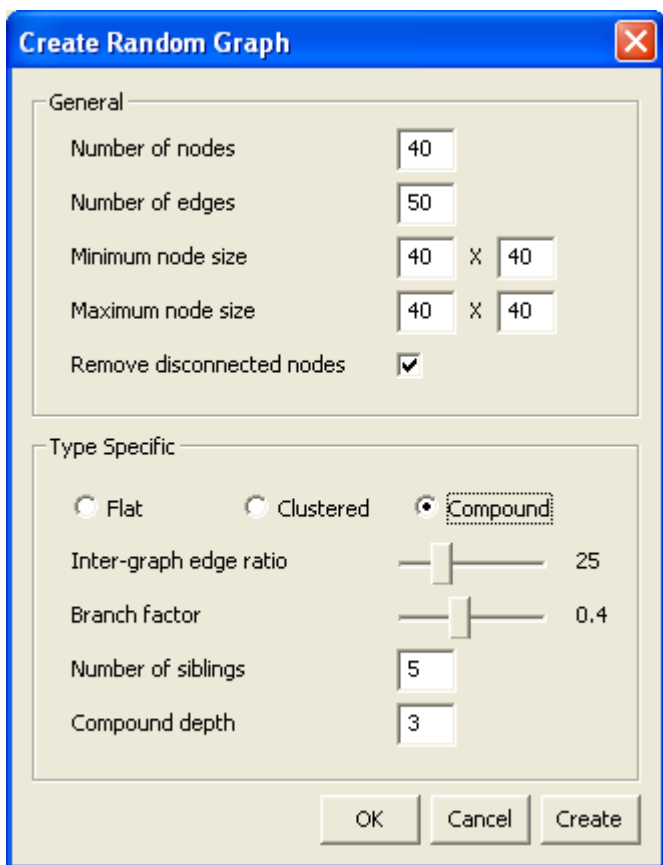 Create Random Graph
General
Number of nodes 40
Number of edges 50
Minimum node size 40 X 40
Maximum node size 40 X 40
Remove disconnected nodes
Type Specific
Flat Clustered Compound
Inter-graph edge ratio 25
Branch factor 0.4
Number of siblings 5
Compound depth 3
OK Cancel Create